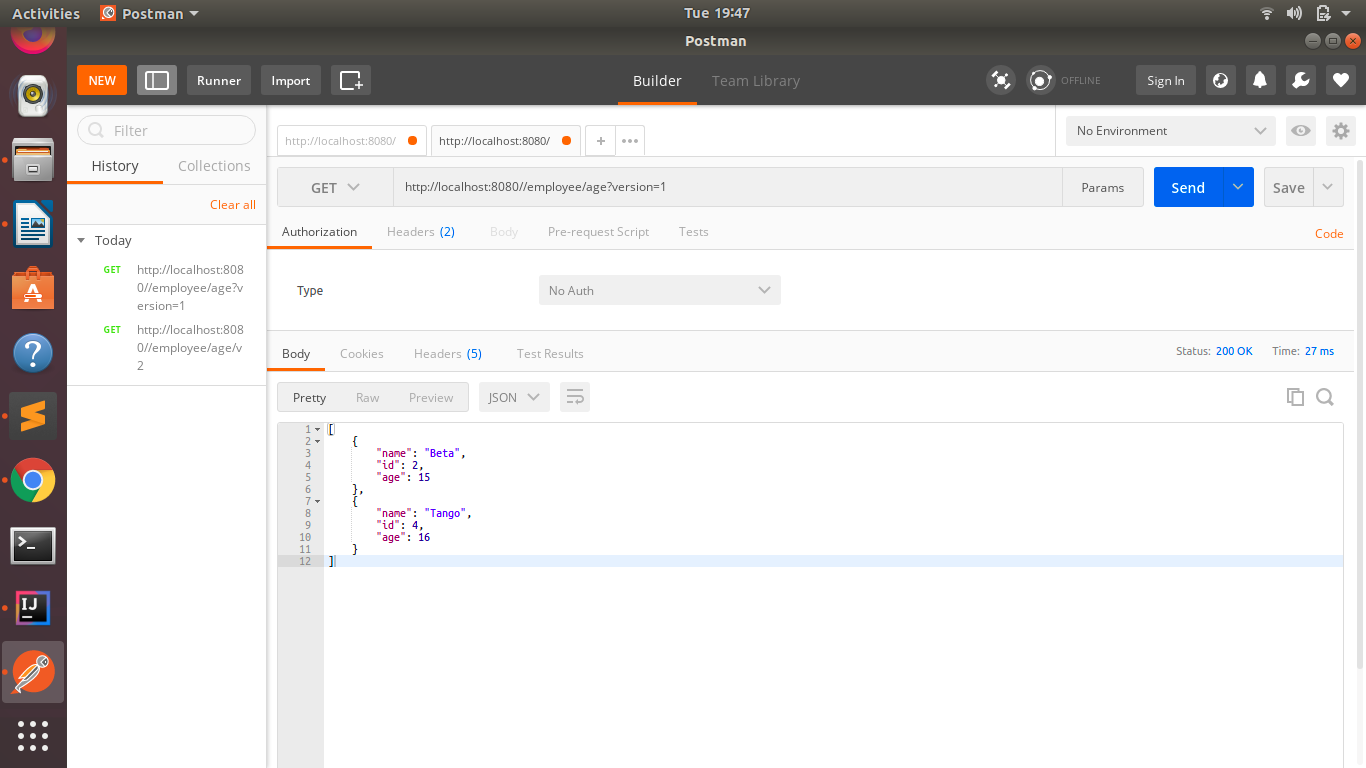 Activities Postman Tue 19:47
Postman
NEW Runner Import Builder Team Library OFFLINE Sign In
Filter
History Collections
Clear all
Today
GET http://localhost:808
0//employee/age?v
ersion=1
GET http://localhost:808
0//employee/age/v
2
http://localhost:8080/ http://localhost:8080/ + ••• No Environment
GET http://localhost:8080//employee/age?version=1 Params Send Save
Authorization Headers (2) Body Pre-request Script Tests Code
Type No Auth
Body Cookies Headers (5) Test Results Status: 200 OK Time: 27 ms
Pretty Raw Preview JSON
1 [
2 {
3 "name": "Beta",
4 "id": 2,
5 "age": 15
6 },
7 {
8 "name": "Tango",
9 "id": 4,
10 "age": 16
11 }
12 ]
IJ